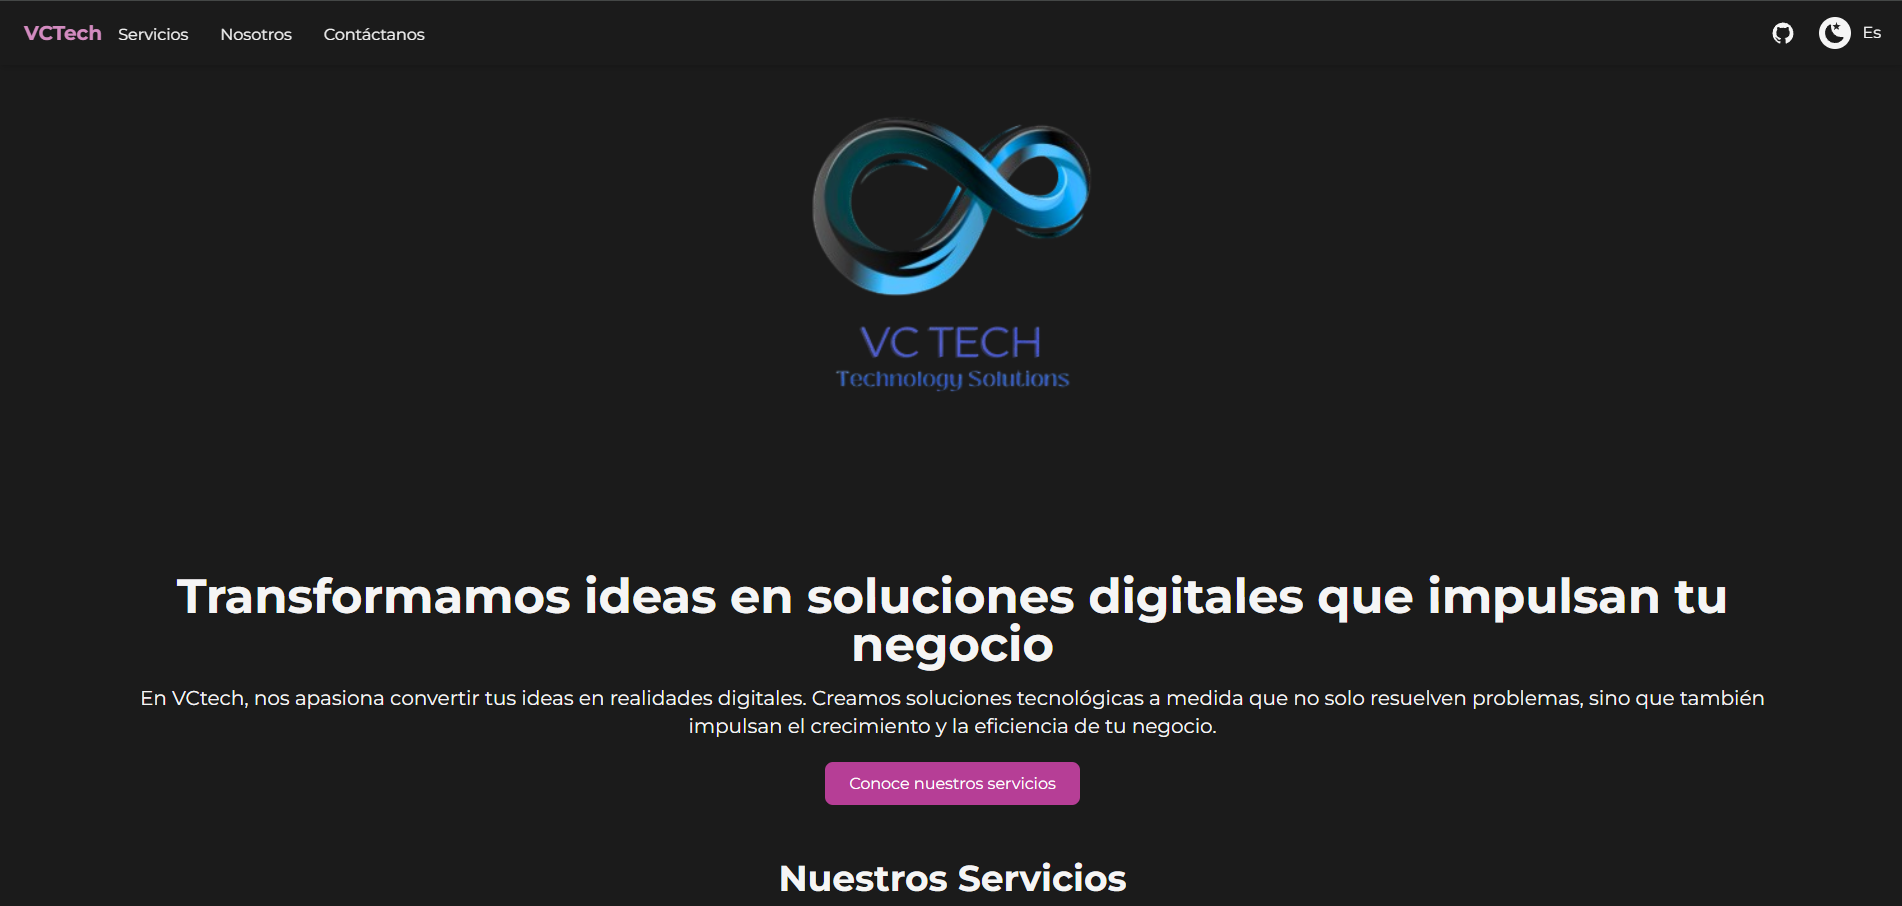 VCTech Servicios Nosotros Contáctanos Es
VC TECH
Technology Solutions
Transformamos ideas en soluciones digitales que impulsan tu
negocio
En VCtech, nos apasiona convertir tus ideas en realidades digitales. Creamos soluciones tecnológicas a medida que no solo resuelven problemas, sino que también
impulsan el crecimiento y la eficiencia de tu negocio.
Conoce nuestros servicios
Nuestros Servicios